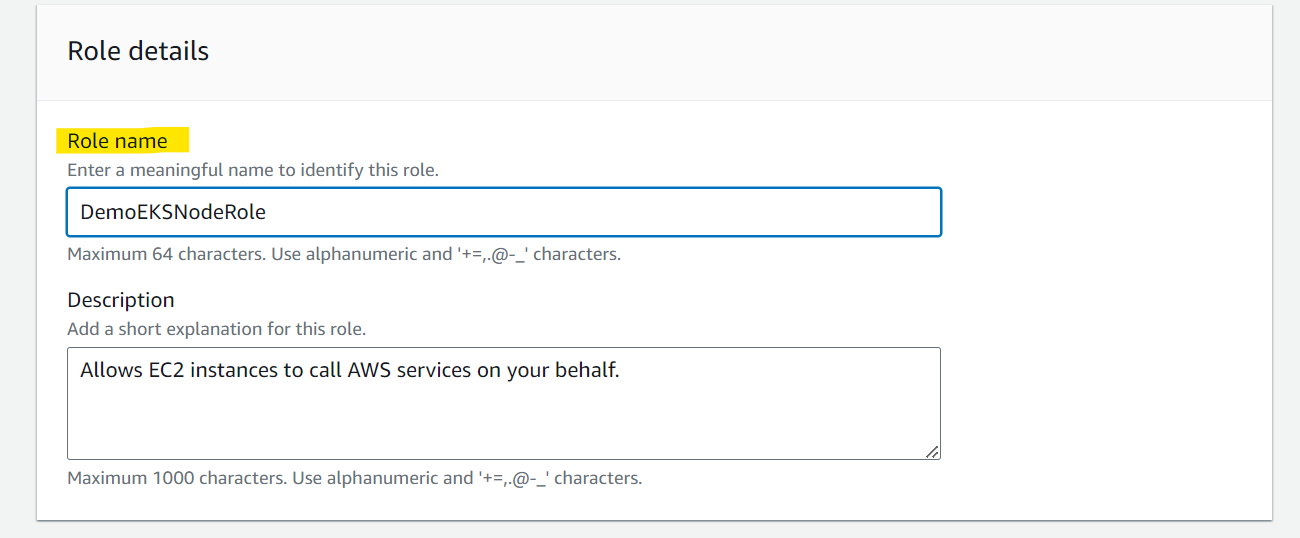 Role details
Role name
Enter a meaningful name to identify this role.
DemoEKSNodeRole
Maximum 64 characters. Use alphanumeric and '+=,.@-_' characters.
Description
Add a short explanation for this role.
Allows EC2 instances to call AWS services on your behalf.
Maximum 1000 characters. Use alphanumeric and '+=,.@-_' characters.